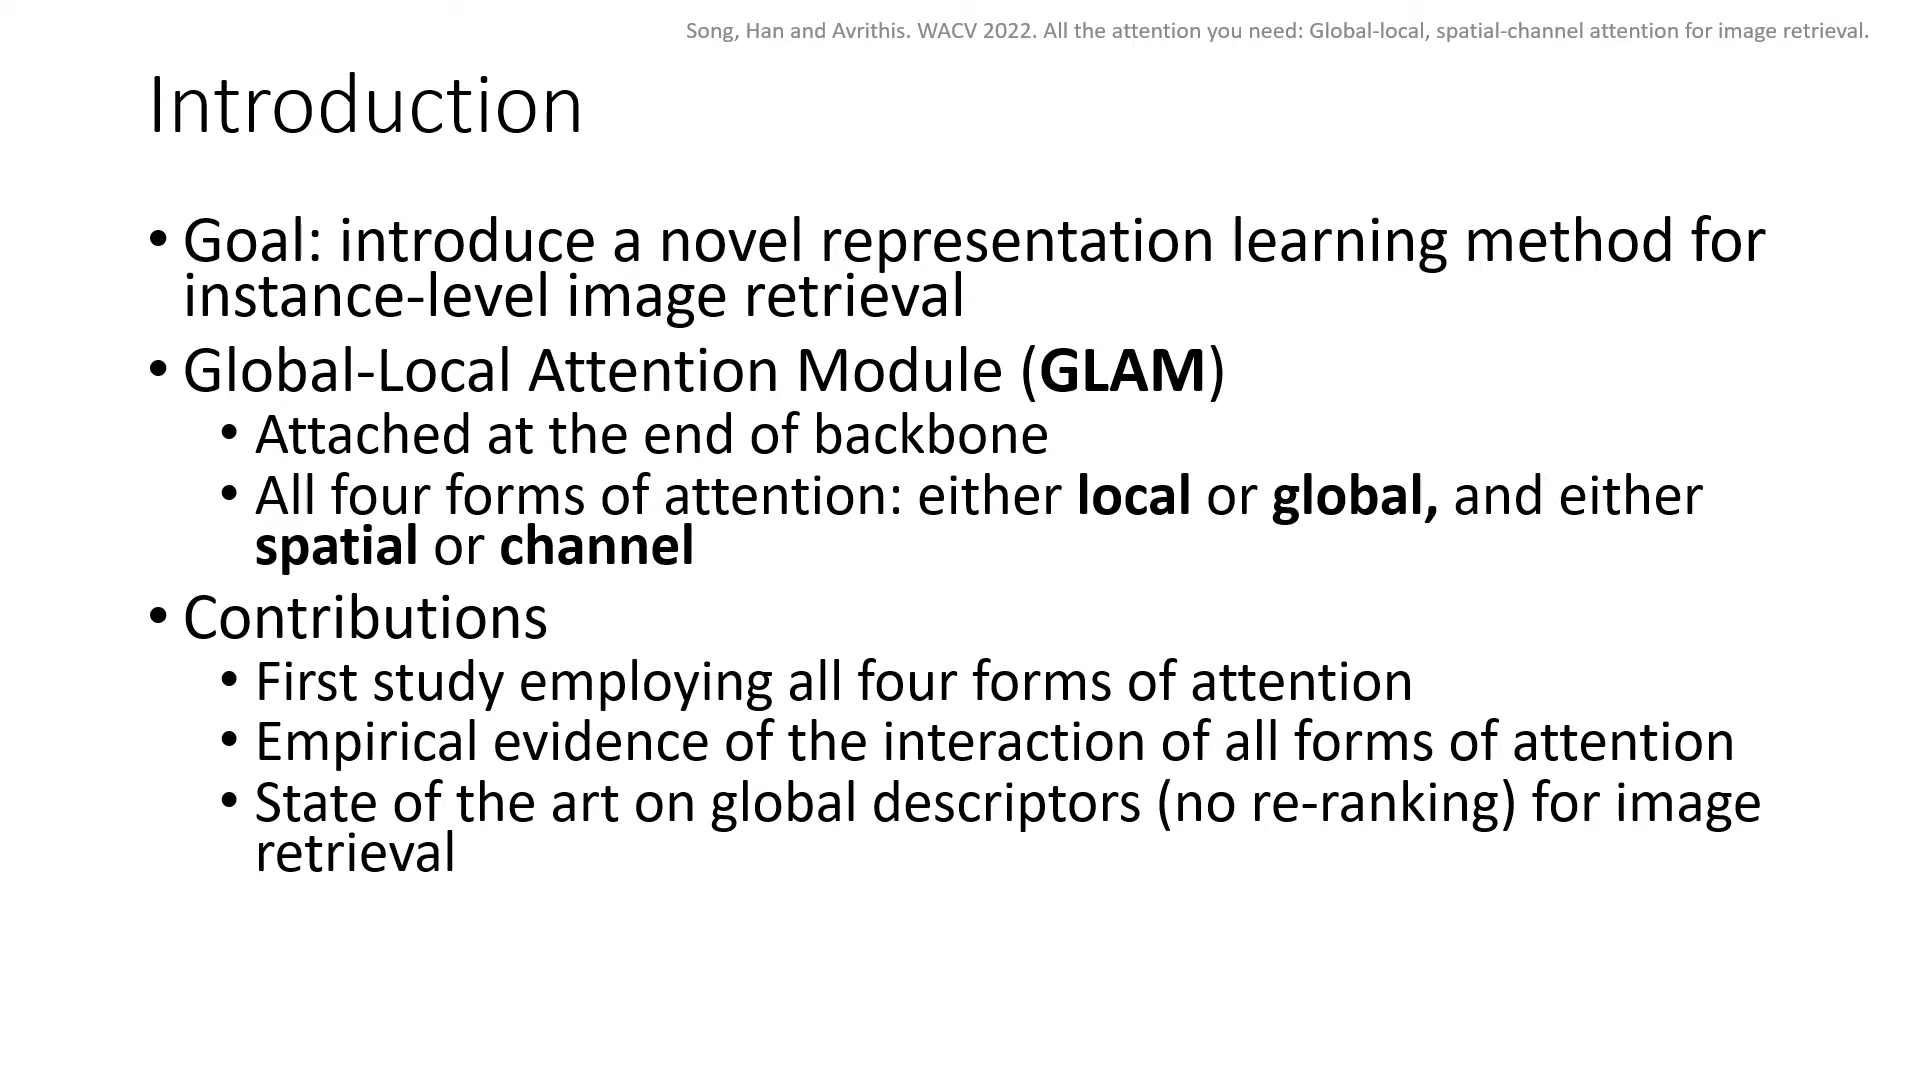 Song, Han and Avrithis. WACV 2022. All the attention you need: Global-local, spatial-channel attention for image retrieval.
Introduction
• Goal: introduce a novel representation learning method for
instance-level image retrieval
• Global-Local Attention Module (GLAM)
• Attached at the end of backbone
• All four forms of attention: either local or global, and either
spatial or channel
• Contributions
• First study employing all four forms of attention
• Empirical evidence of the interaction of all forms of attention
• State of the art on global descriptors (no re-ranking) for image
retrieval